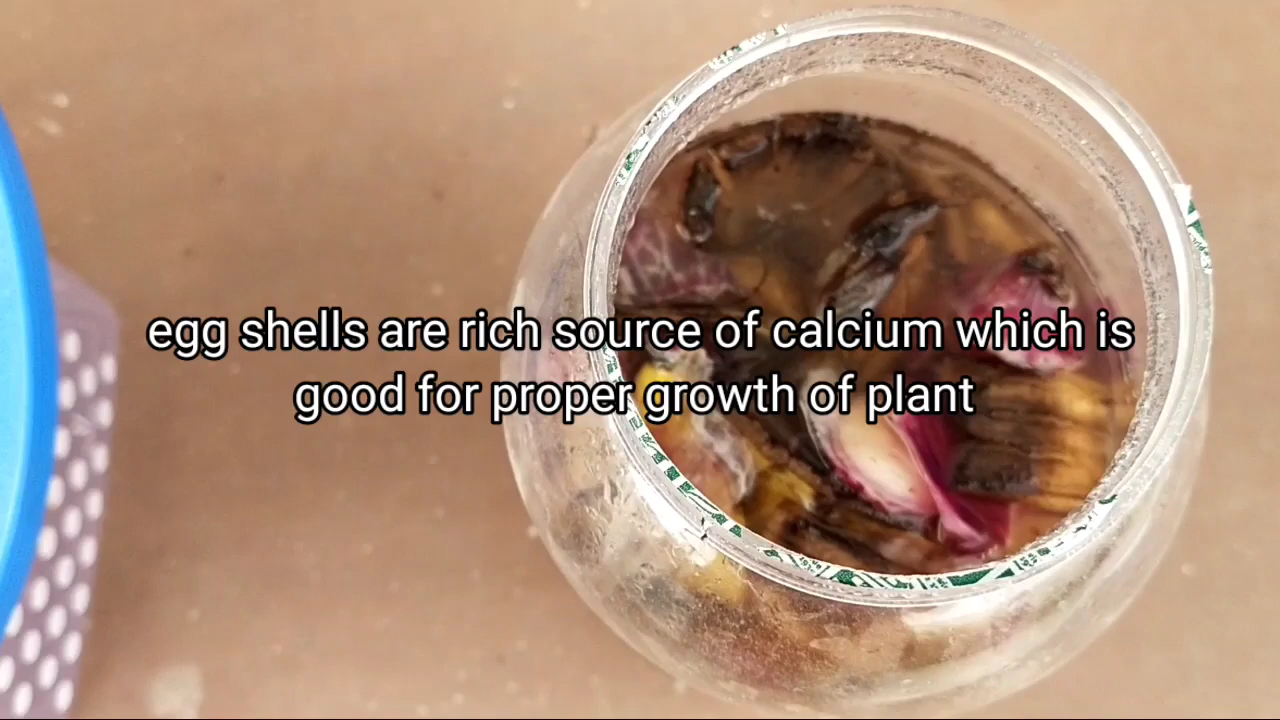 egg shells are rich source of calcium which is
good for proper growth of plant